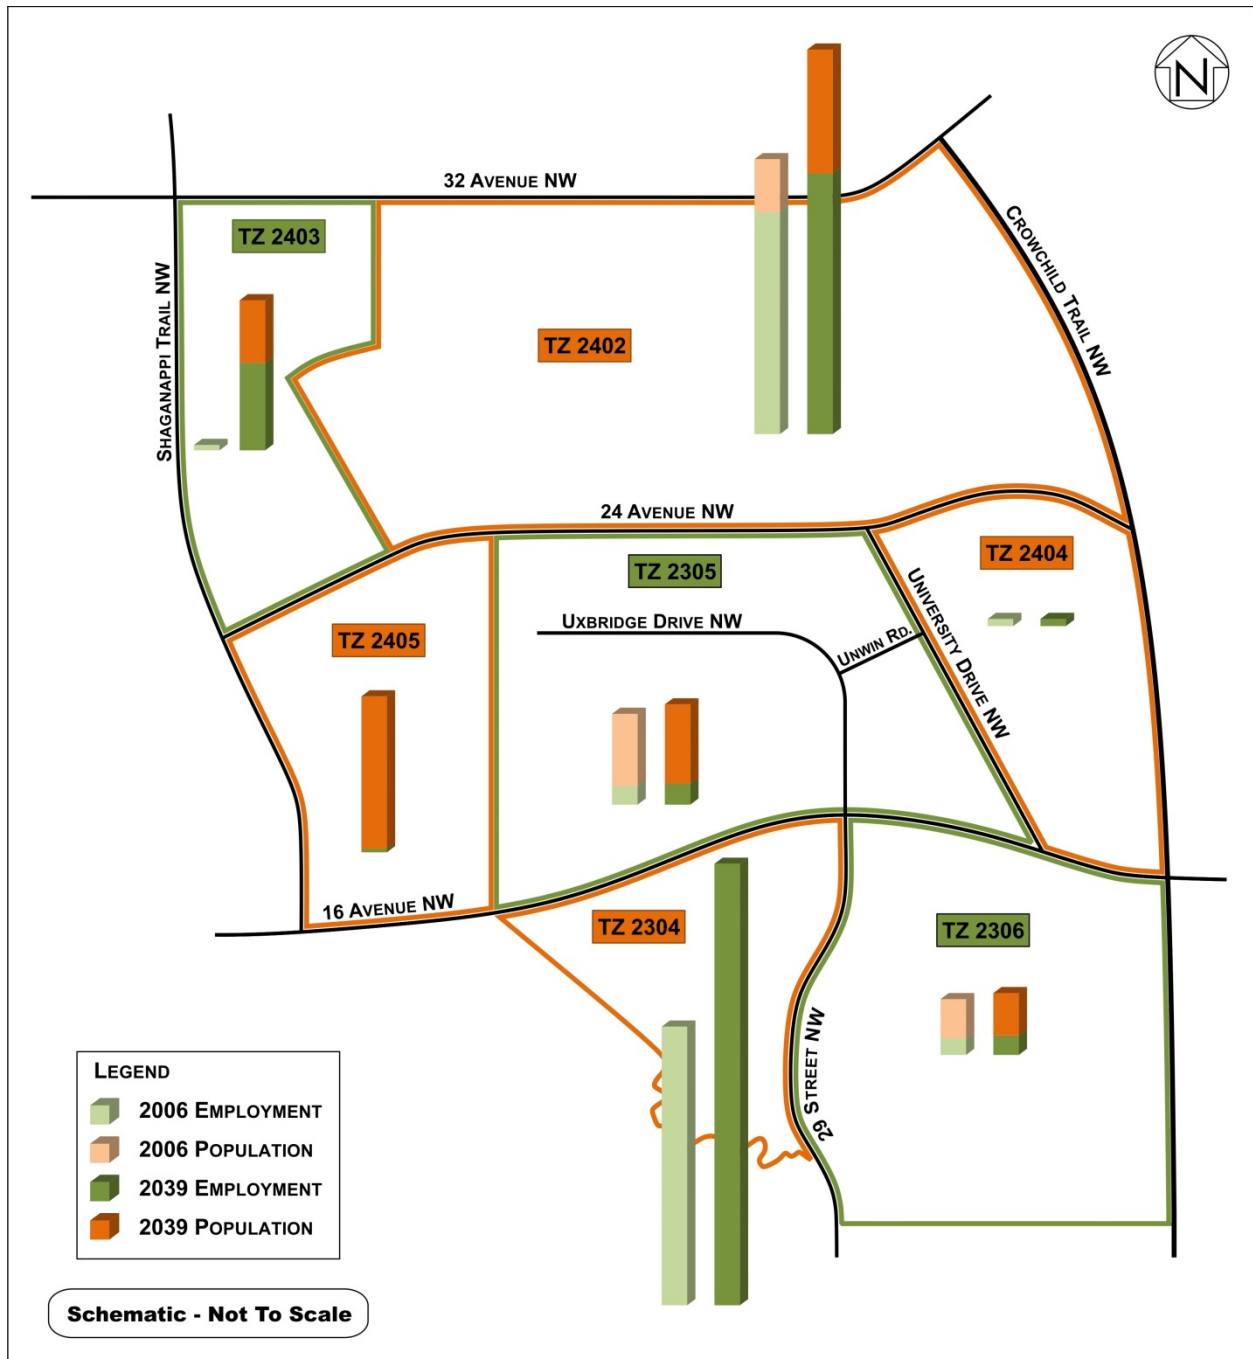 N
32 AVENUE NW
TZ 2403
SHAGANAPPI TRAIL NW
CROWCHILD TRAIL NW
TZ 2402
24 AVENUE NW
TZ 2404
TZ 2305
UNIVERSITY DRIVE NW
UXBRIDGE DRIVE NW
UNWIN RD.
TZ 2405
16 AVENUE NW
TZ 2304
TZ 2306
29 STREET NW
LEGEND
2006 EMPLOYMENT
2006 POPULATION
2039 EMPLOYMENT
2039 POPULATION
Schematic - Not To Scale